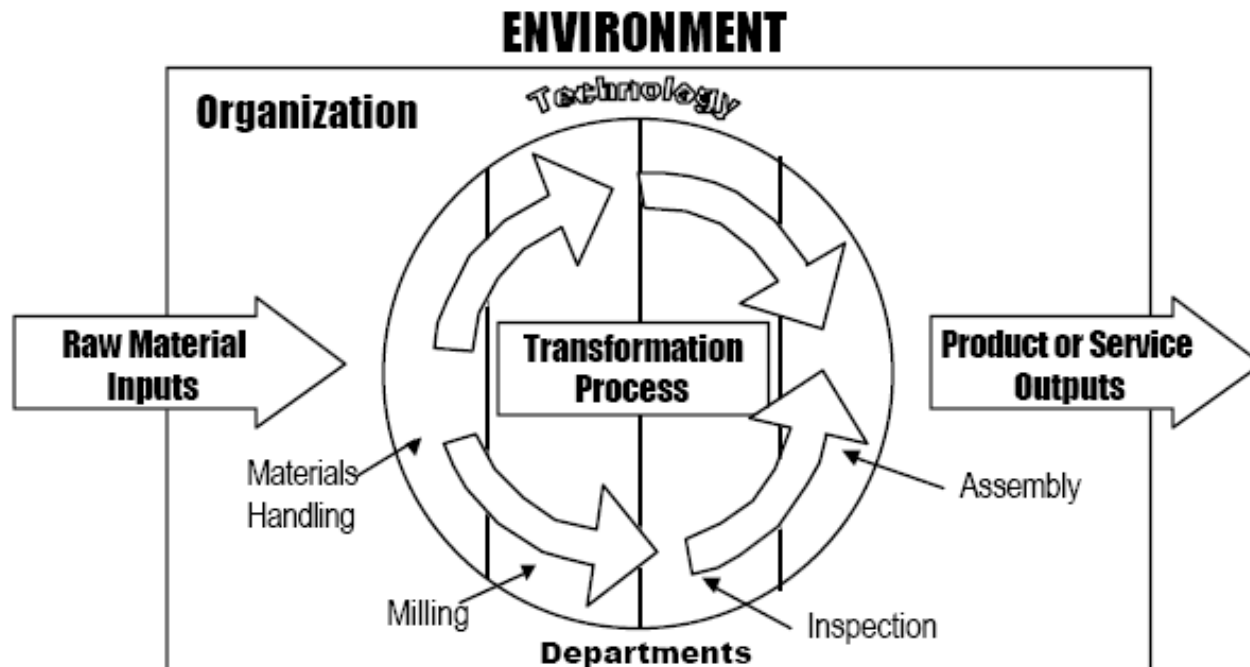 ENVIRONMENT
Technology
Organization
Raw Material
Inputs
Transformation
Process
Product or Service
Outputs
Materials
Handling
Assembly
Milling
Inspection
Departments